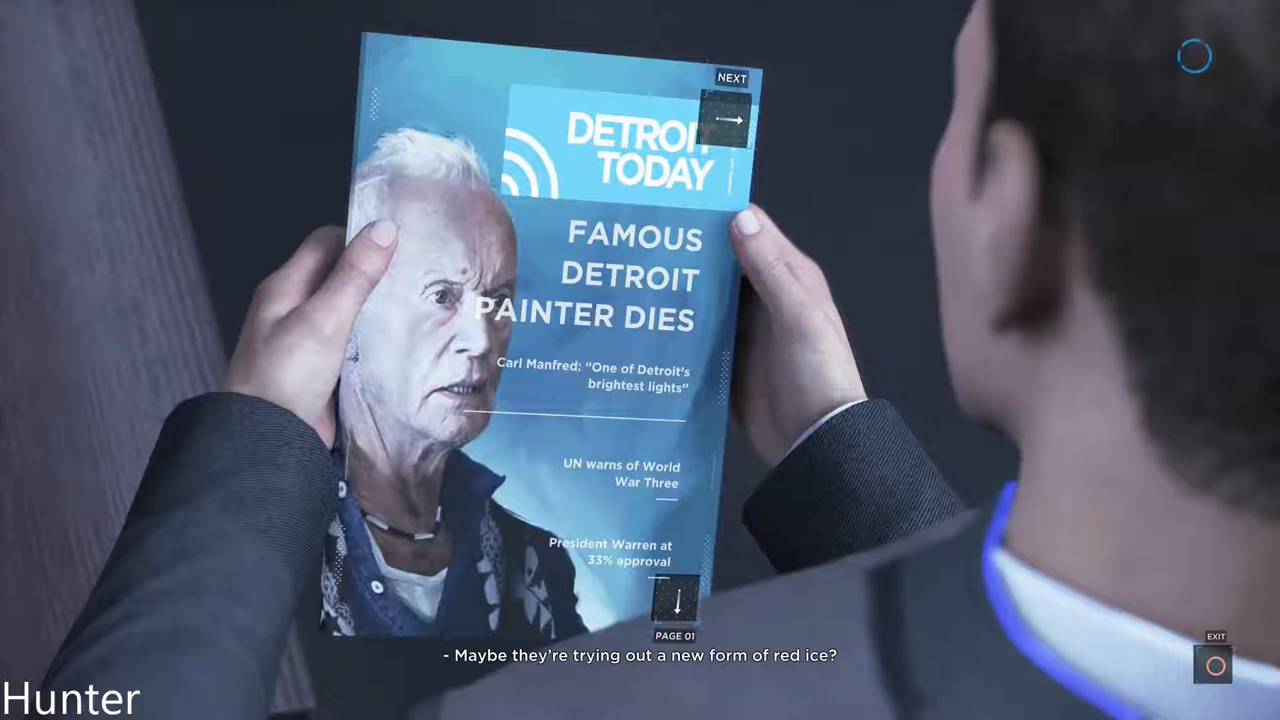 NEXT
DETROIT
TODAY
FAMOUS
DETROIT
PAINTER DIES
Carl Manfred: “One of Detroit’s
brightest lights”
UN warns of World
War Three
President Warren at
33% approval
PAGE 01
- Maybe they’re trying out a new form of red ice?
EXIT
Hunter